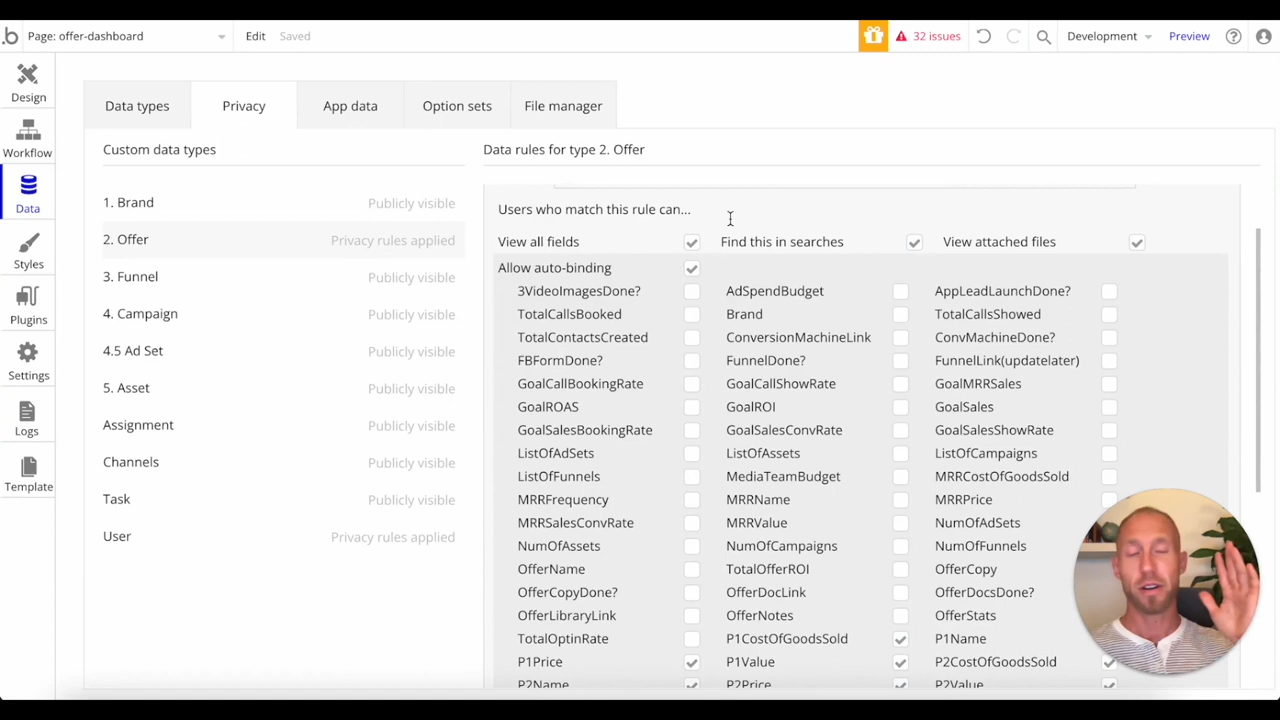 .b Page: offer-dashboard Edit Saved 32 issues Development Preview
Design
Workflow
Data
Styles
Plugins
Settings
Logs
Template
Data types Privacy App data Option sets File manager
Custom data types
1. Brand Publicly visible
2. Offer Privacy rules applied
3. Funnel Publicly visible
4. Campaign Publicly visible
4.5 Ad Set Publicly visible
5. Asset Publicly visible
Assignment Publicly visible
Channels Publicly visible
Task Publicly visible
User Privacy rules applied
Data rules for type 2. Offer
Users who match this rule can...
View all fields Find this in searches View attached files
Allow auto-binding
3VideoImagesDone? AdSpendBudget AppLeadLaunchDone?
TotalCallsBooked Brand TotalCallsShowed
TotalContactsCreated ConversionMachineLink ConvMachineDone?
FBFormDone? FunnelDone? FunnelLink(updatelater)
GoalCallBookingRate GoalCallShowRate GoalMRRSales
GoalROAS GoalROI GoalSales
GoalSalesBookingRate GoalSalesConvRate GoalSalesShowRate
ListOfAdSets ListOfAssets ListOfCampaigns
ListOfFunnels MediaTeamBudget MRRCostOfGoodsSold
MRRFrequency MRRName MRRPrice
MRRSalesConvRate MRRValue NumOfAdSets
NumOfAssets NumOfCampaigns NumOfFunnels
OfferName TotalOfferROI OfferCopy
OfferCopyDone? OfferDocLink OfferDocsDone?
OfferLibraryLink OfferNotes OfferStats
TotalOptinRate P1CostOfGoodsSold P1Name
P1Price P1Value P2CostOfGoodsSold
P2Name P2Price P2Value